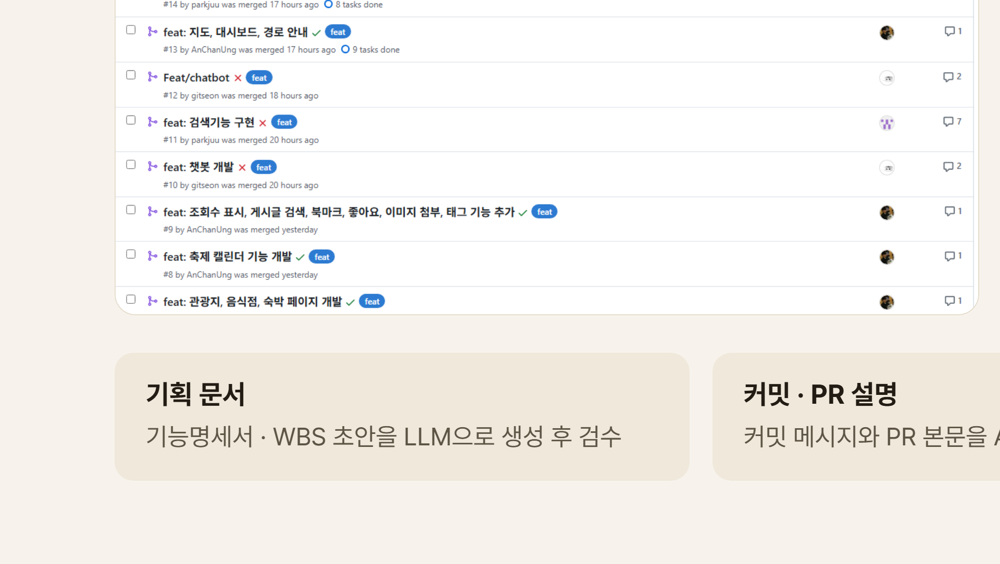 #14 by parkjuu was merged 17 hours ago 8 tasks done
feat: 지도, 대시보드, 경로 안내 feat
1
#13 by AnChanUng was merged 17 hours ago 9 tasks done
Feat/chatbot feat
2
#12 by gitseon was merged 18 hours ago
feat: 검색기능 구현 feat
7
#11 by parkjuu was merged 20 hours ago
feat: 챗봇 개발 feat
2
#10 by gitseon was merged 20 hours ago
feat: 조회수 표시, 게시글 검색, 북마크, 좋아요, 이미지 첨부, 태그 기능 추가 feat
1
#9 by AnChanUng was merged yesterday
feat: 축제 캘린더 기능 개발 feat
1
#8 by AnChanUng was merged yesterday
feat: 관광지, 음식점, 숙박 페이지 개발 feat
1
기획 문서
기능명세서 · WBS 초안을 LLM으로 생성 후 검수
커밋 · PR 설명
커밋 메시지와 PR 본문을